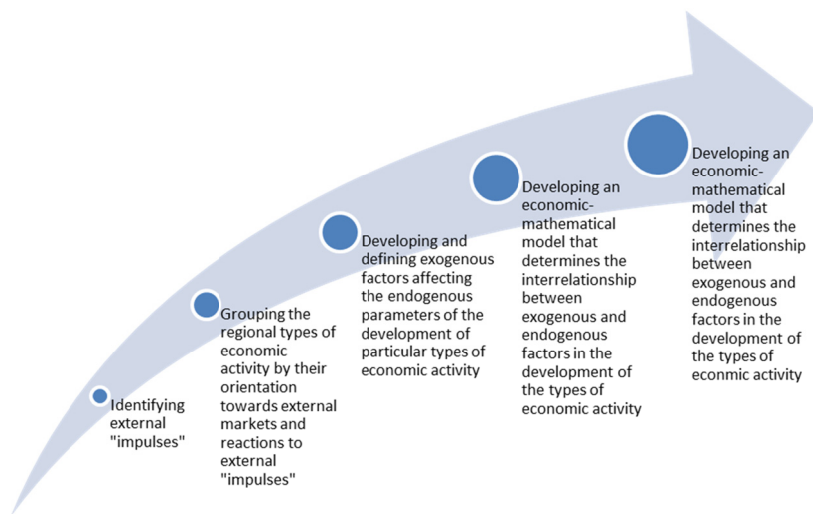 Identifying
external
"impulses"
Grouping the
regional types of
economic
activity by their
orientation
towards external
markets and
reactions to
external
"impulses"
Developing and
defining exogenous
factors affecting
the endogenous
parameters of the
development of
particular types of
economic activity
Developing an
economic-
mathematical
model that
determines the
interrelationship
between
exogenous and
endogenous
factors in the
development of
the types of
economic activity
Developing an
economic-
mathematical
model that
determines the
interrelationship
between
exogenous and
endogenous
factors in the
development of
the types of
econmic activity